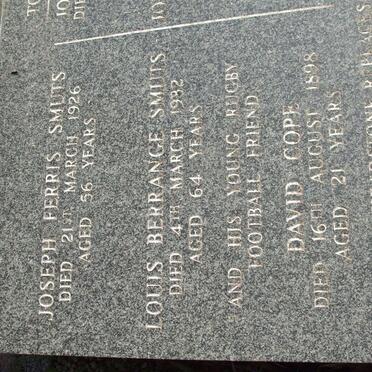 JOSEPH FERRIS SMUTS
DIED 21ST MARCH 1926
AGED 56 YEARS
LOUIS BERRANGE SMUTS
DIED 4TH MARCH 1932
AGED 64 YEARS
AND HIS YOUNG RUGBY
FOOTBALL FRIEND
DAVID COPE
DIED 16TH AUGUST 1898
AGED 21 YEARS